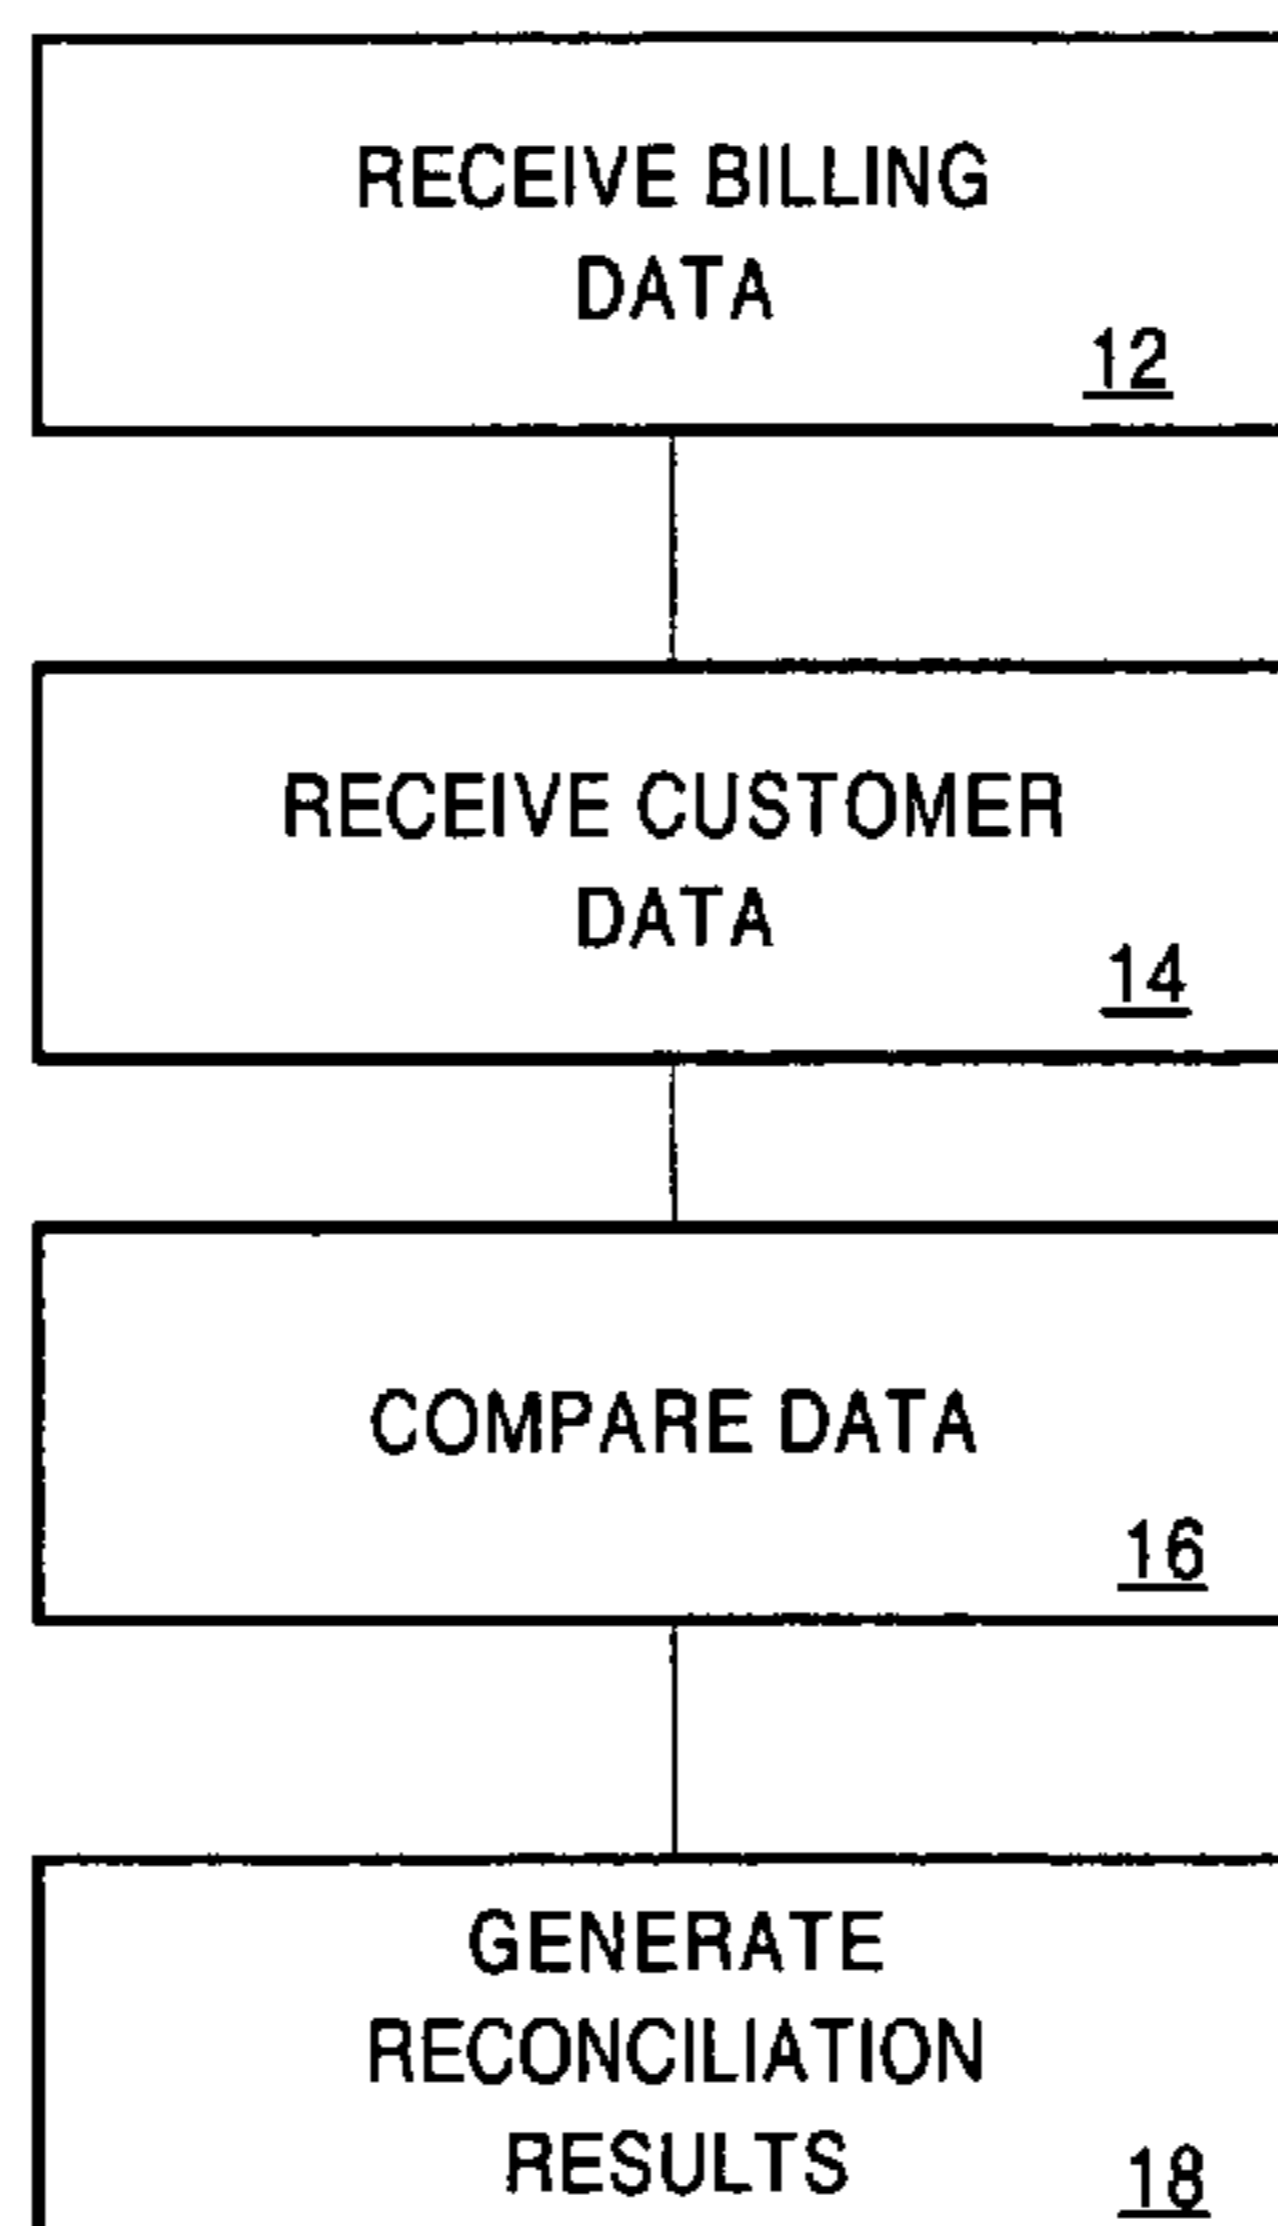 RECEIVE BILLING
DATA
12
RECEIVE CUSTOMER
DATA
14
COMPARE DATA
16
GENERATE
RECONCILIATION
RESULTS
18